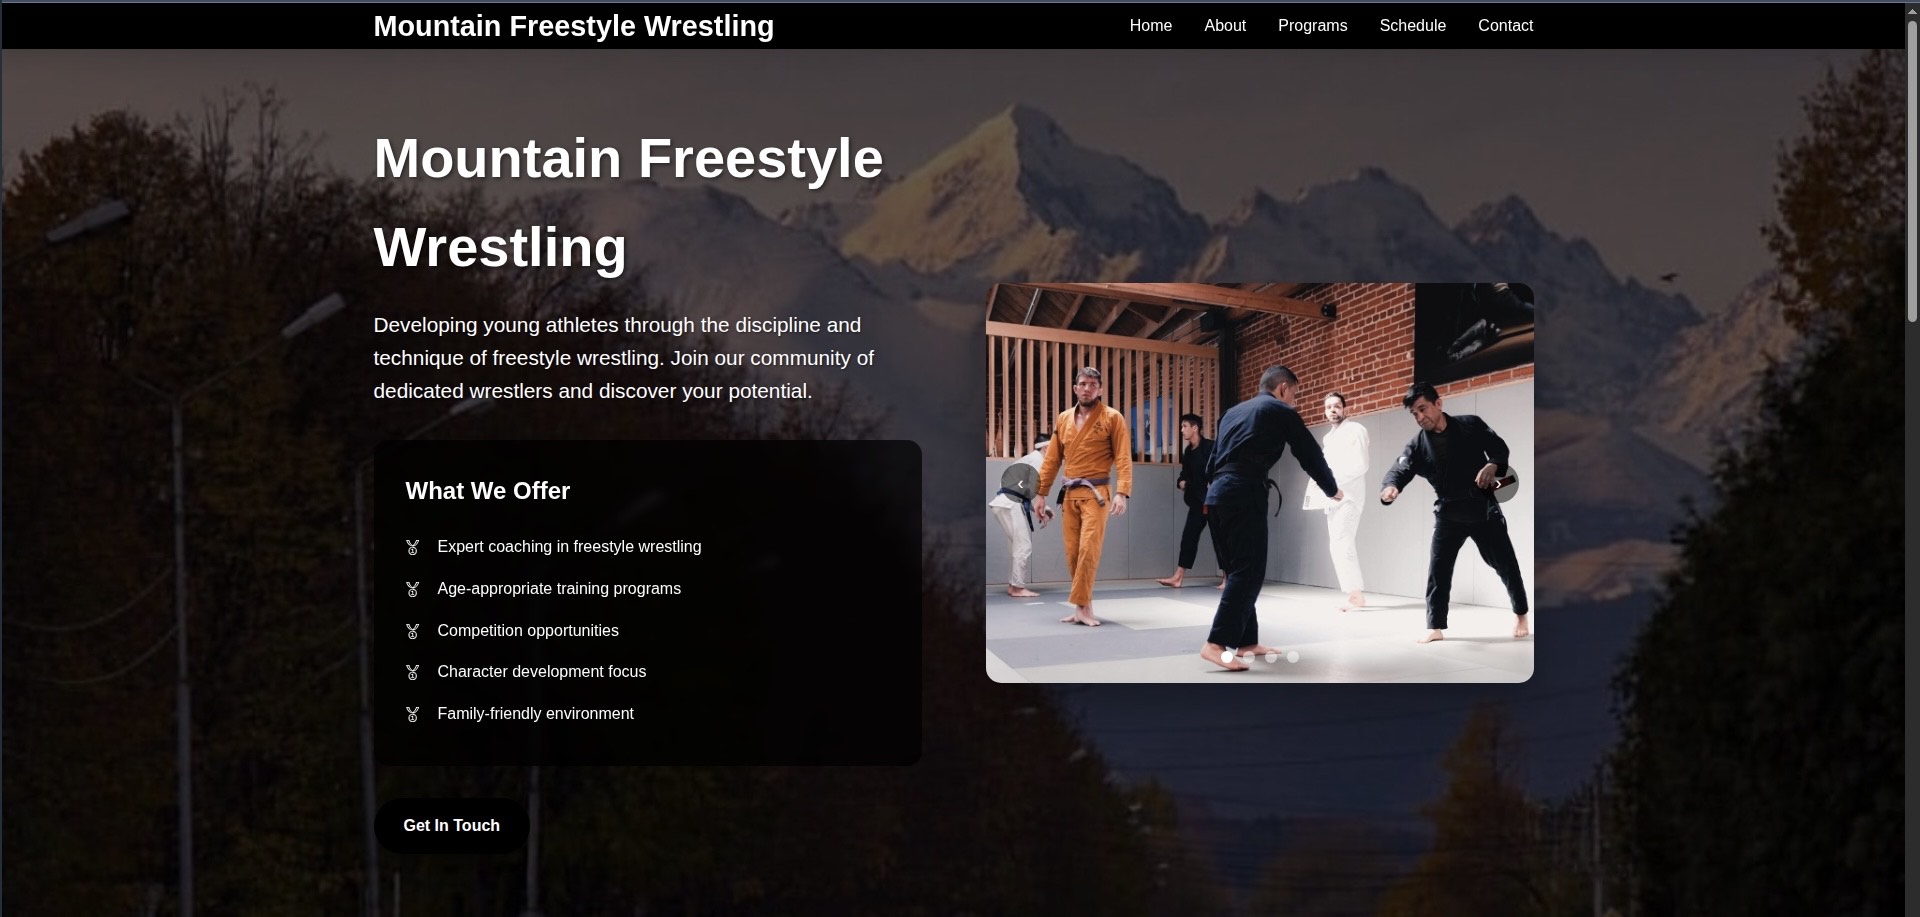 Mountain Freestyle Wrestling
Home About Programs Schedule Contact
Mountain Freestyle
Wrestling
Developing young athletes through the discipline and
technique of freestyle wrestling. Join our community of
dedicated wrestlers and discover your potential.
What We Offer
Expert coaching in freestyle wrestling
Age-appropriate training programs
Competition opportunities
Character development focus
Family-friendly environment
Get In Touch